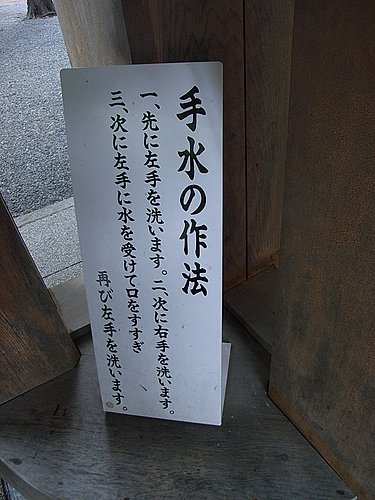 手水の作法
一、先に左手を洗います。二、次に右手を洗います。
三、次に左手に水を受けて口をすすぎ
再び左手を洗います。